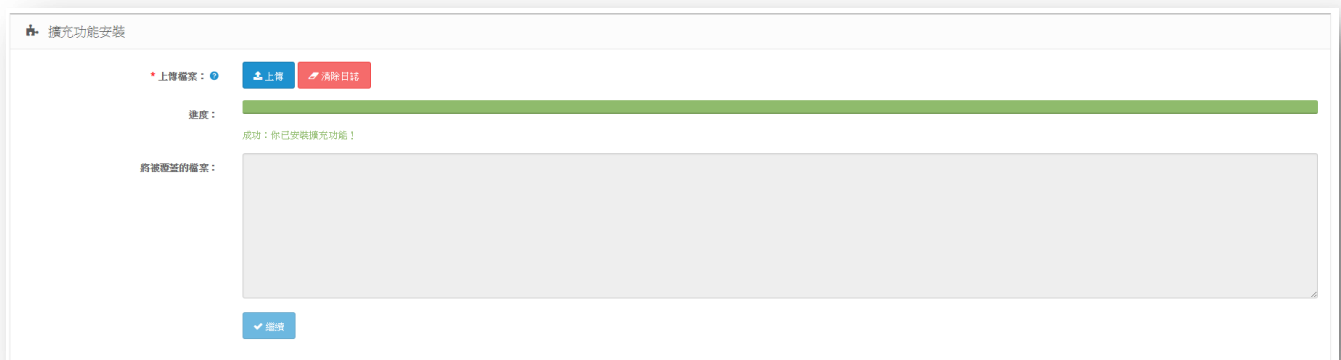 擴充功能安裝
* 上傳檔案： 上傳 清除日誌
進度：
成功：你已安裝擴充功能！
將被覆蓋的檔案：
繼續